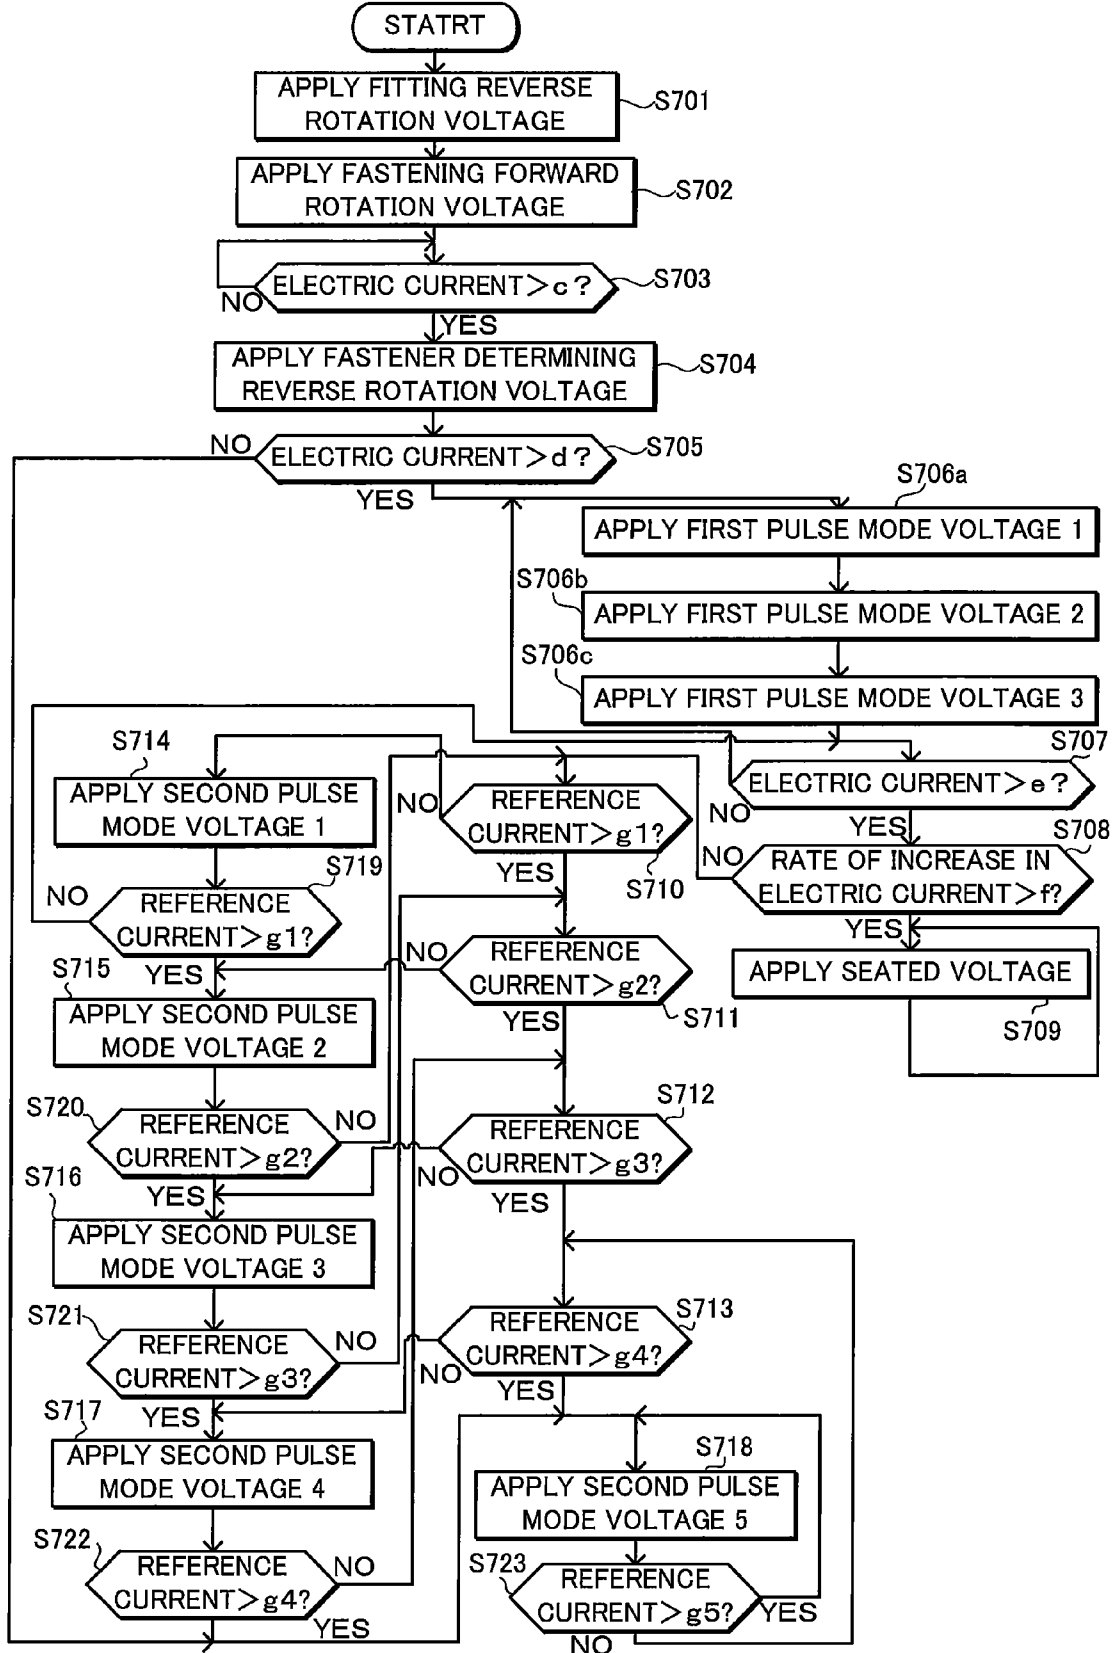 STATRT
APPLY FITTING REVERSE
ROTATION VOLTAGE
S701
APPLY FASTENING FORWARD
ROTATION VOLTAGE
S702
ELECTRIC CURRENT>c?
S703
NO
YES
APPLY FASTENER DETERMINING
REVERSE ROTATION VOLTAGE
S704
NO
ELECTRIC CURRENT>d?
S705
YES
S706a
APPLY FIRST PULSE MODE VOLTAGE 1
S706b
APPLY FIRST PULSE MODE VOLTAGE 2
S706c
APPLY FIRST PULSE MODE VOLTAGE 3
S707
ELECTRIC CURRENT>e?
NO
YES
S708
NO
RATE OF INCREASE IN
ELECTRIC CURRENT>f?
YES
APPLY SEATED VOLTAGE
S709
S714
APPLY SECOND PULSE
MODE VOLTAGE 1
NO
REFERENCE
CURRENT>g1?
S710
YES
S719
NO
REFERENCE
CURRENT>g1?
YES
NO
REFERENCE
CURRENT>g2?
S711
YES
S715
APPLY SECOND PULSE
MODE VOLTAGE 2
S720
REFERENCE
CURRENT>g2?
NO
YES
S712
REFERENCE
CURRENT>g3?
NO
YES
S716
APPLY SECOND PULSE
MODE VOLTAGE 3
S721
REFERENCE
CURRENT>g3?
NO
YES
S713
REFERENCE
CURRENT>g4?
NO
YES
S717
APPLY SECOND PULSE
MODE VOLTAGE 4
S718
APPLY SECOND PULSE
MODE VOLTAGE 5
S722
REFERENCE
CURRENT>g4?
NO
YES
S723
REFERENCE
CURRENT>g5?
YES
NO